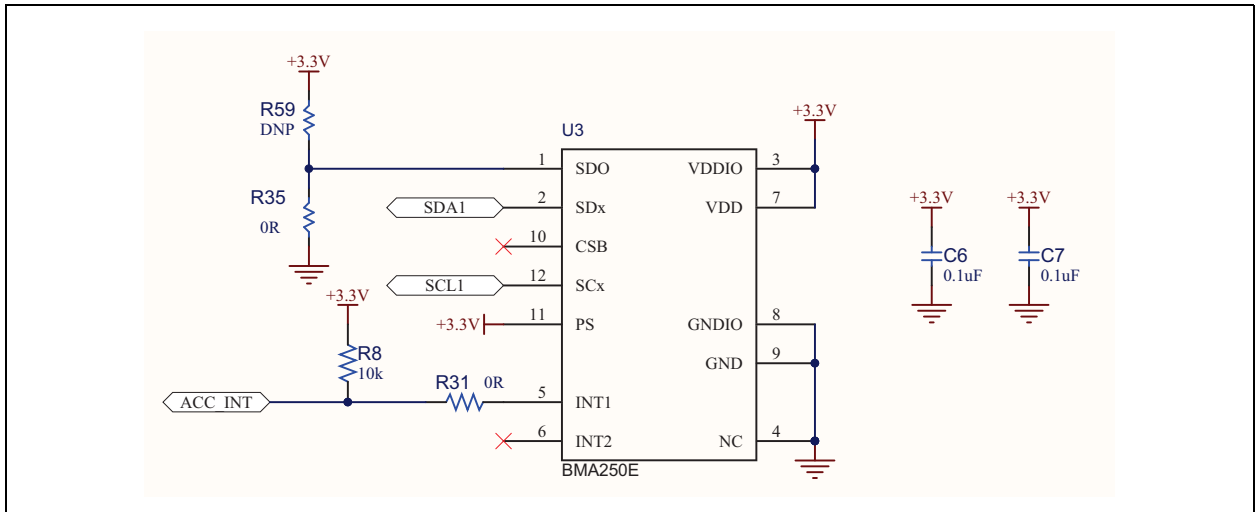 +3.3V
R59
DNP
R35
0R
+3.3V
R8
10k
ACC_INT
R31 0R
SDA1
SCL1
+3.3V
U3
1 SDO
2 SDx
10 CSB
12 SCx
11 PS
5 INT1
6 INT2
VDDIO 3
VDD 7
GNDIO 8
GND 9
NC 4
BMA250E
+3.3V
+3.3V
C6
0.1uF
+3.3V
C7
0.1uF